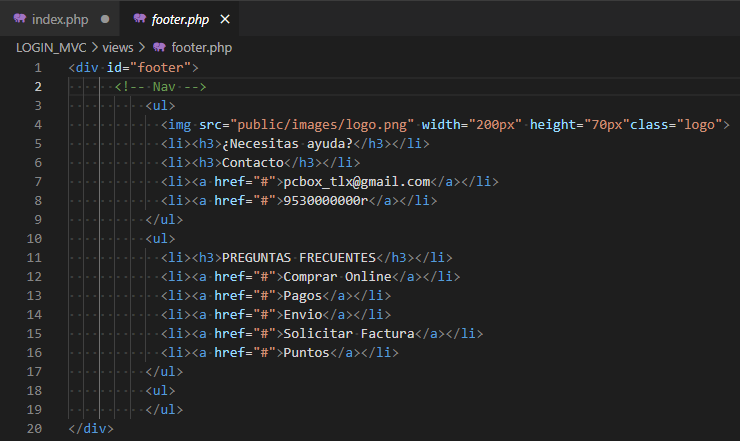 index.php ● footer.php ×
LOGIN_MVC > views > footer.php
1 <div id="footer">
2 <!-- Nav -->
3 <ul>
4 <img src="public/images/logo.png" width="200px" height="70px"class="logo">
5 <li><h3>¿Necesitas ayuda?</h3></li>
6 <li><h3>Contacto</h3></li>
7 <li><a href="#">pcbox_tlx@gmail.com</a></li>
8 <li><a href="#">9530000000r</a></li>
9 </ul>
10 <ul>
11 <li><h3>PREGUNTAS FRECUENTES</h3></li>
12 <li><a href="#">Comprar Online</a></li>
13 <li><a href="#">Pagos</a></li>
14 <li><a href="#">Envio</a></li>
15 <li><a href="#">Solicitar Factura</a></li>
16 <li><a href="#">Puntos</a></li>
17 </ul>
18 <ul>
19 </ul>
20 </div>